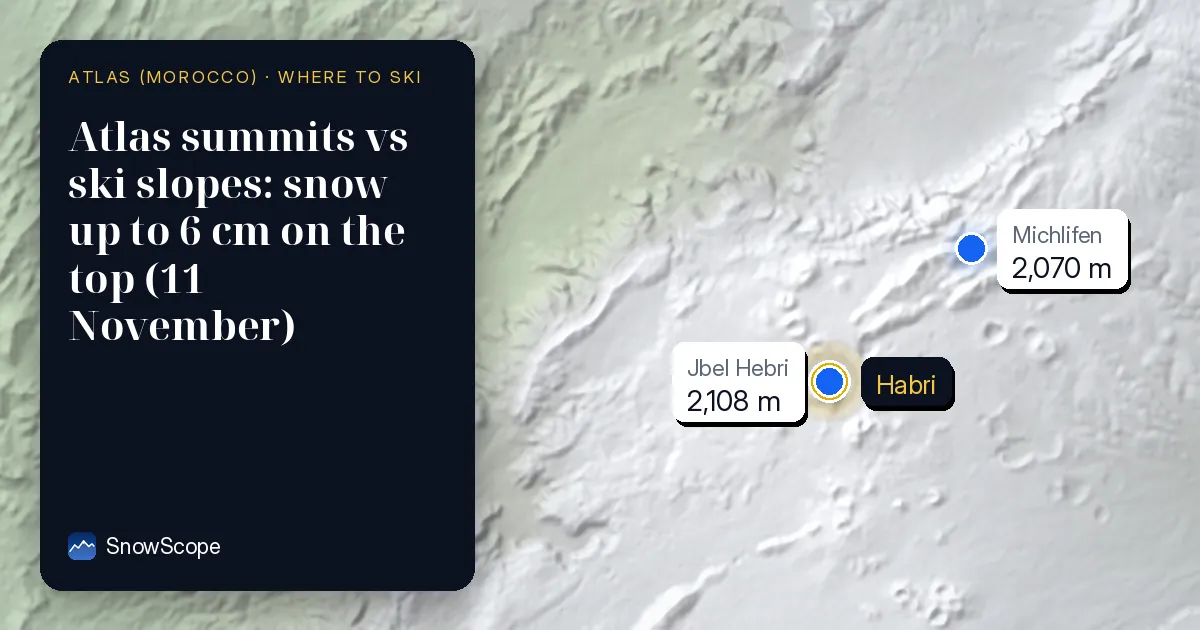 ATLAS (MOROCCO) · WHERE TO SKI
Atlas summits vs
ski slopes: snow
up to 6 cm on the
top (11
November)
SnowScope
Michlifen
2,070 m
Jbel Hebri
2,108 m
Habri